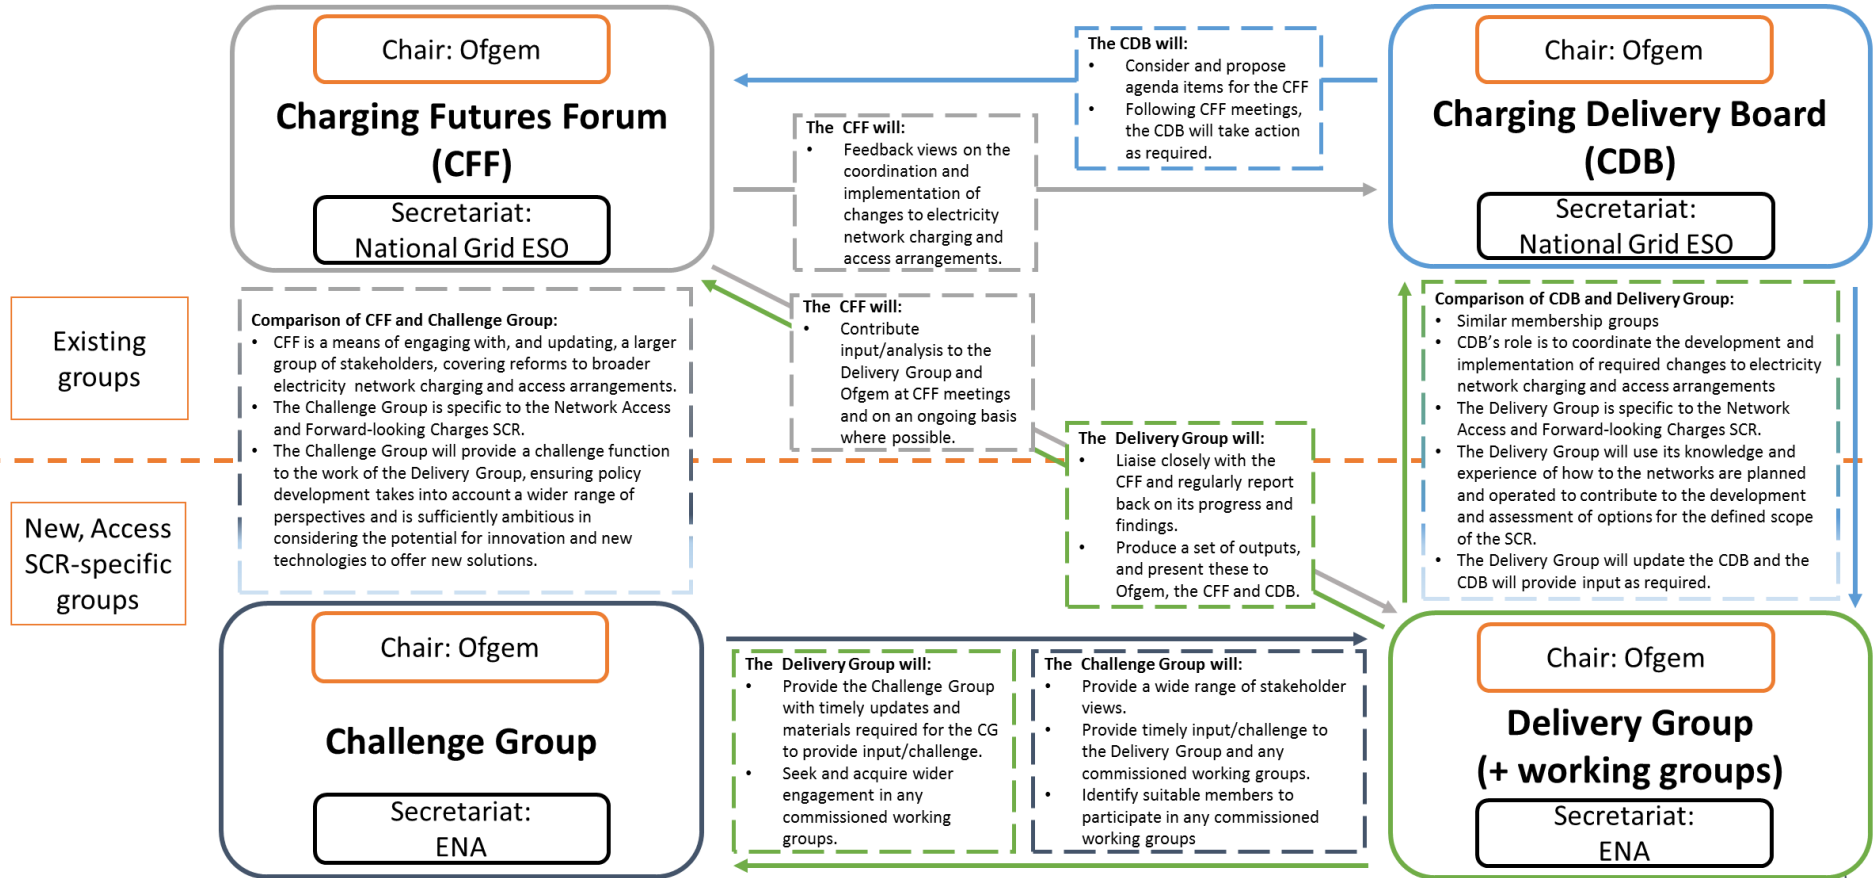 Chair: Ofgem
Charging Futures Forum
(CFF)
Secretariat:
National Grid ESO
The CDB will:
• Consider and propose
agenda items for the CFF
• Following CFF meetings,
the CDB will take action
as required.
The CFF will:
• Feedback views on the
coordination and
implementation of
changes to electricity
network charging and
access arrangements.
Chair: Ofgem
Charging Delivery Board
(CDB)
Secretariat:
National Grid ESO
Existing
groups
New, Access
SCR-specific
groups
Comparison of CFF and Challenge Group:
• CFF is a means of engaging with, and updating, a larger
group of stakeholders, covering reforms to broader
electricity network charging and access arrangements.
• The Challenge Group is specific to the Network Access
and Forward-looking Charges SCR.
• The Challenge Group will provide a challenge function
to the work of the Delivery Group, ensuring policy
development takes into account a wider range of
perspectives and is sufficiently ambitious in
considering the potential for innovation and new
technologies to offer new solutions.
The CFF will:
• Contribute
input/analysis to the
Delivery Group and
Ofgem at CFF meetings
and on an ongoing basis
where possible.
The Delivery Group will:
• Liaise closely with the
CFF and regularly report
back on its progress and
findings.
• Produce a set of outputs,
and present these to
Ofgem, the CFF and CDB.
Comparison of CDB and Delivery Group:
• Similar membership groups
• CDB's role is to coordinate the development and
implementation of required changes to electricity
network charging and access arrangements
• The Delivery Group is specific to the Network
Access and Forward-looking Charges SCR.
• The Delivery Group will use its knowledge and
experience of how to the networks are planned
and operated to contribute to the development
and assessment of options for the defined scope
of the SCR.
• The Delivery Group will update the CDB and the
CDB will provide input as required.
Chair: Ofgem
Challenge Group
Secretariat:
ENA
The Delivery Group will:
• Provide the Challenge Group
with timely updates and
materials required for the CG
to provide input/challenge.
• Seek and acquire wider
engagement in any
commissioned working
groups.
The Challenge Group will:
• Provide a wide range of stakeholder
views.
• Provide timely input/challenge to
the Delivery Group and any
commissioned working groups.
• Identify suitable members to
participate in any commissioned
working groups
Chair: Ofgem
Delivery Group
(+ working groups)
Secretariat:
ENA